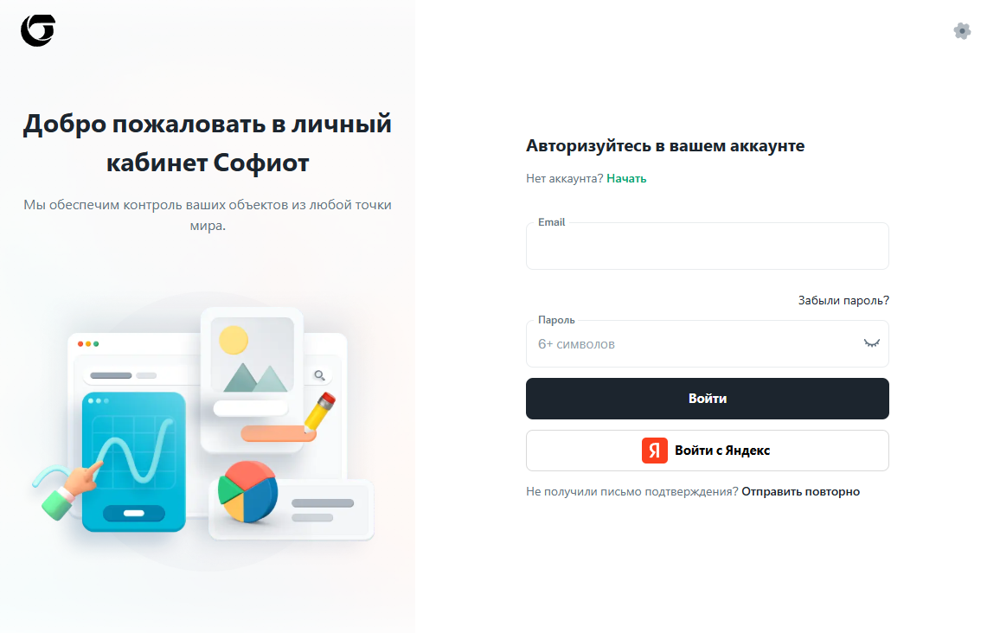 Добро пожаловать в личный
кабинет Софиот
Мы обеспечим контроль ваших объектов из любой точки
мира.
Авторизуйтесь в вашем аккаунте
Нет аккаунта? Начать
Email
Забыли пароль?
Пароль
6+ символов
Войти
Я Войти с Яндекс
Не получили письмо подтверждения? Отправить повторно